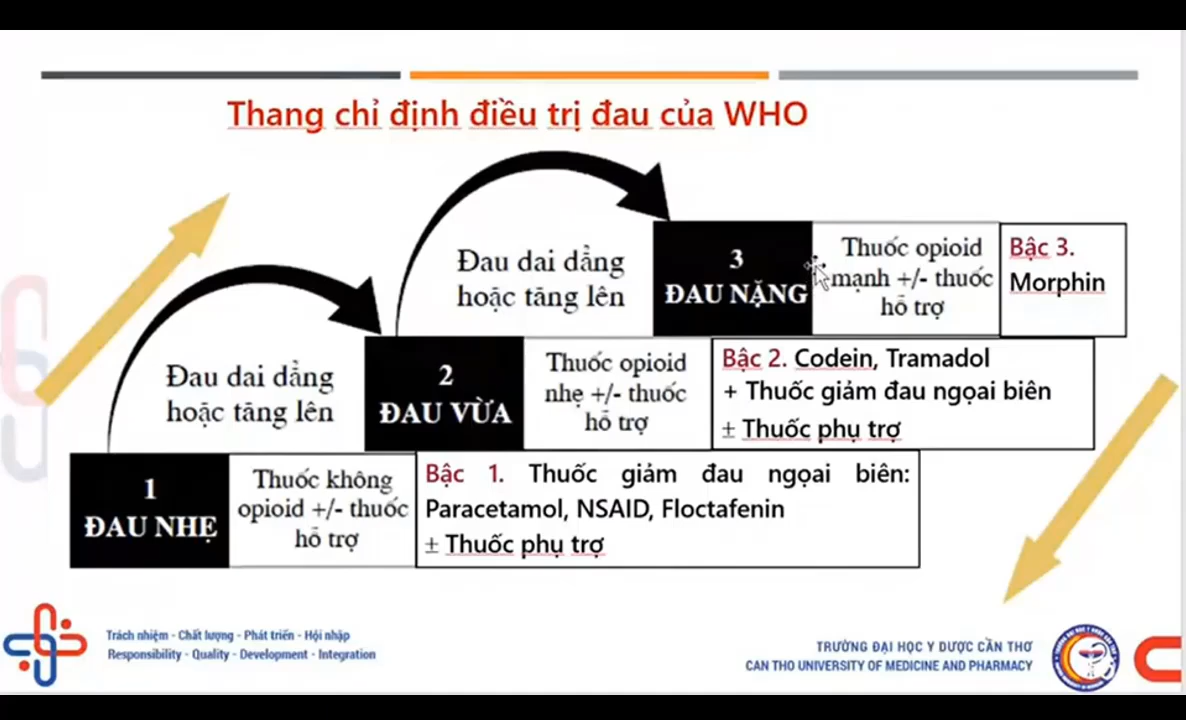 Thang chỉ định điều trị đau của WHO
Đau dai dẳng
hoặc tăng lên
3
ĐAU NẶNG
Thuốc opioid
mạnh +/- thuốc
hỗ trợ
Bậc 3.
Morphin
Đau dai dẳng
hoặc tăng lên
2
ĐAU VỪA
Thuốc opioid
nhẹ +/- thuốc
hỗ trợ
Bậc 2. Codein, Tramadol
+ Thuốc giảm đau ngọai biên
± Thuốc phụ trợ
1
ĐAU NHẸ
Thuốc không
opioid +/- thuốc
hỗ trợ
Bậc 1. Thuốc giảm đau ngọai biên:
Paracetamol, NSAID, Floctafenin
± Thuốc phụ trợ
Trách nhiệm - Chất lượng - Phát triển - Hội nhập
Responsibility - Quality - Development - Integration
TRƯỜNG ĐẠI HỌC Y DƯỢC CẦN THƠ
CAN THO UNIVERSITY OF MEDICINE AND PHARMACY